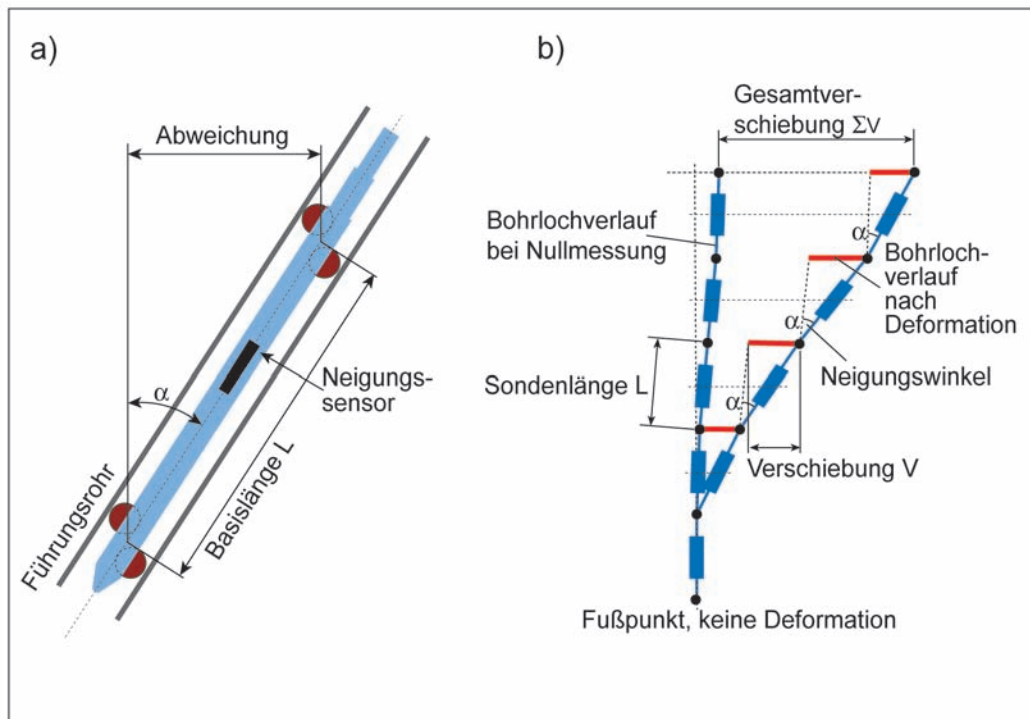 a)
Abweichung
α
Neigungs-
sensor
Basislänge L
Führungsrohr
b)
Gesamtver-
schiebung ΣV
Bohrlochverlauf
bei Nullmessung
α
Bohrloch-
verlauf
nach
Deformation
α
Neigungswinkel
Sondenlänge L
α
Verschiebung V
Fußpunkt, keine Deformation